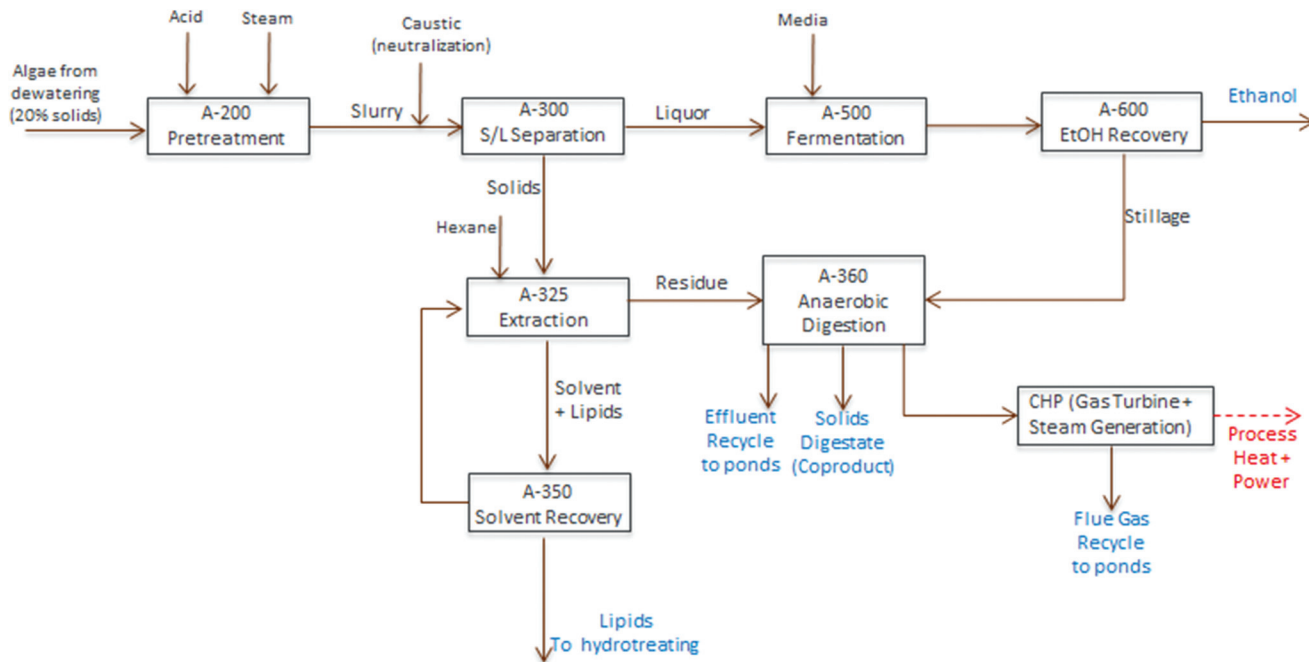 Acid
Steam
Caustic
(neutralization)
Media
Algae from
dewatering
(20% solids)
A-200
Pretreatment
Slurry
A-300
S/L Separation
Liquor
A-500
Fermentation
A-600
EtOH Recovery
Ethanol
Solids
Hexane
Stillage
A-325
Extraction
Residue
A-360
Anaerobic
Digestion
Solvent
+ Lipids
Effluent
Recycle
to ponds
Solids
Digestate
(Coproduct)
CHP (Gas Turbine +
Steam Generation)
Process
Heat +
Power
A-350
Solvent Recovery
Flue Gas
Recycle
to ponds
Lipids
To hydrotreating